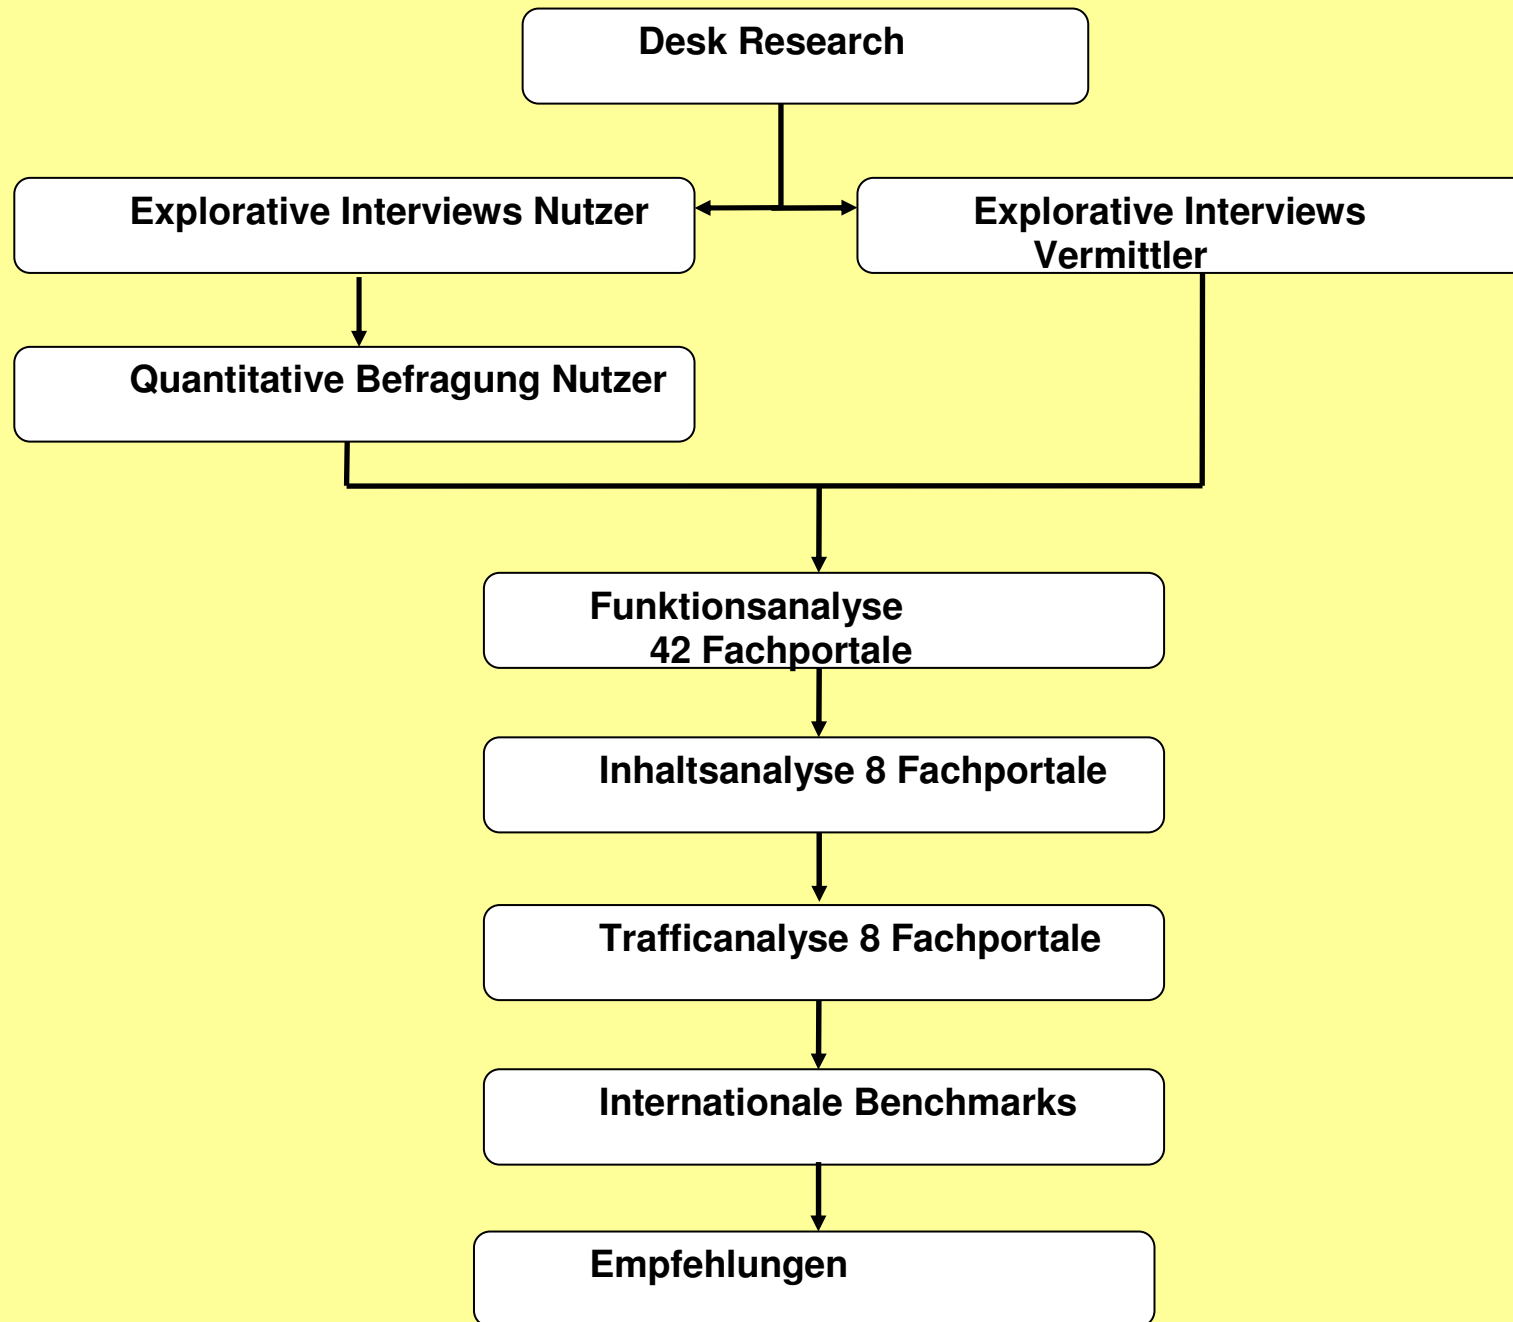 Desk Research
Explorative Interviews Nutzer
Explorative Interviews
Vermittler
Quantitative Befragung Nutzer
Funktionsanalyse
42 Fachportale
Inhaltsanalyse 8 Fachportale
Trafficanalyse 8 Fachportale
Internationale Benchmarks
Empfehlungen